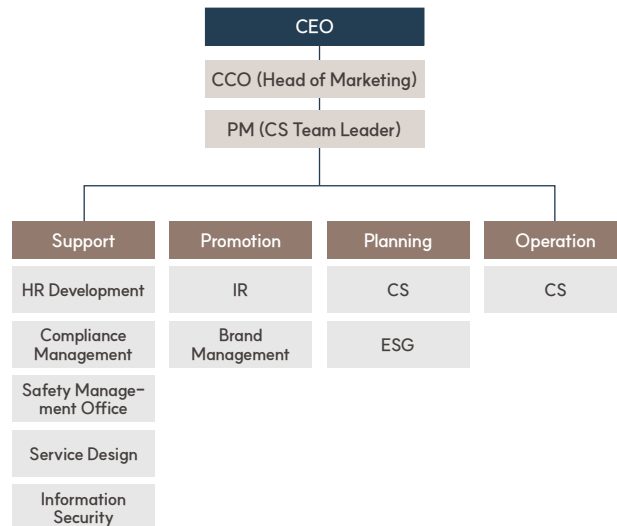 CEO
CCO (Head of Marketing)
PM (CS Team Leader)
Support
Promotion
Planning
Operation
HR Development
IR
CS
CS
Compliance
Management
Brand
Management
ESG
Safety Manage-
ment Office
Service Design
Information
Security